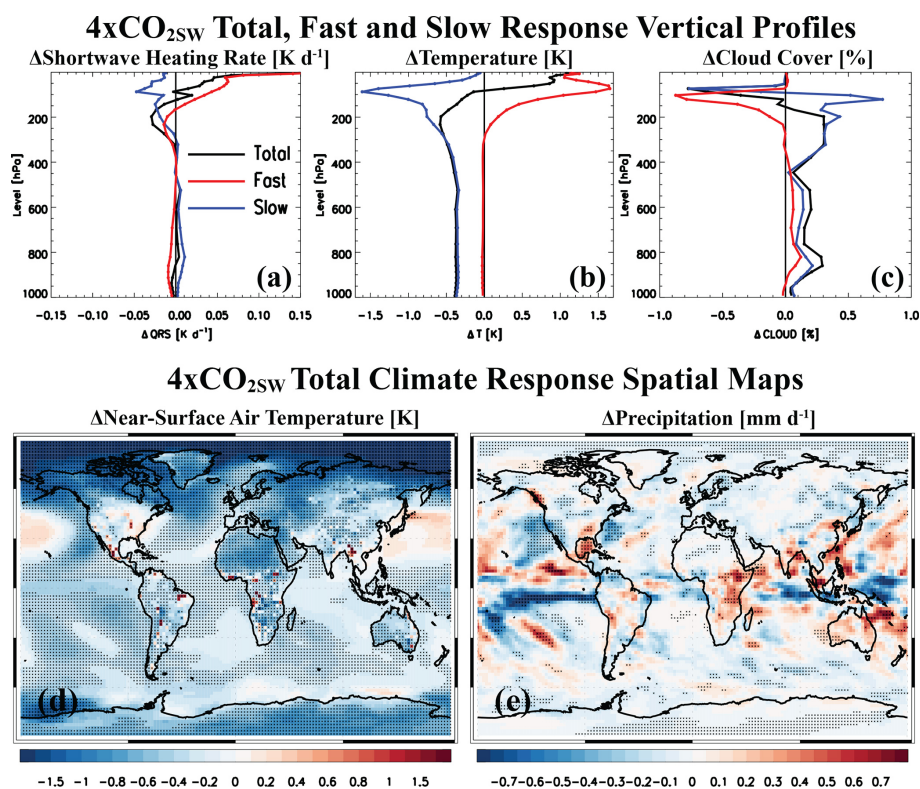 4xCO2SW Total, Fast and Slow Response Vertical Profiles
ΔShortwave Heating Rate [K d-1]
ΔTemperature [K]
ΔCloud Cover [%]
Level [hPa]
200
400
600
800
1000
Total
Fast
Slow
(a)
-0.15 -0.10 -0.05 0.00 0.05 0.10 0.15
ΔQRS [K d-1]
Level [hPa]
200
400
600
800
1000
(b)
-1.5 -1.0 -0.5 0.0 0.5 1.0 1.5
ΔT [K]
Level [hPa]
200
400
600
800
1000
(c)
-1.0 -0.5 0.0 0.5 1.0
ΔCLOUD [%]
4xCO2SW Total Climate Response Spatial Maps
ΔNear-Surface Air Temperature [K]
ΔPrecipitation [mm d-1]
(d)
(e)
-1.5 -1 -0.8 -0.6 -0.4 -0.2 0 0.2 0.4 0.6 0.8 1 1.5
-0.7-0.6-0.5-0.4-0.3-0.2-0.1 0 0.1 0.2 0.3 0.4 0.5 0.6 0.7